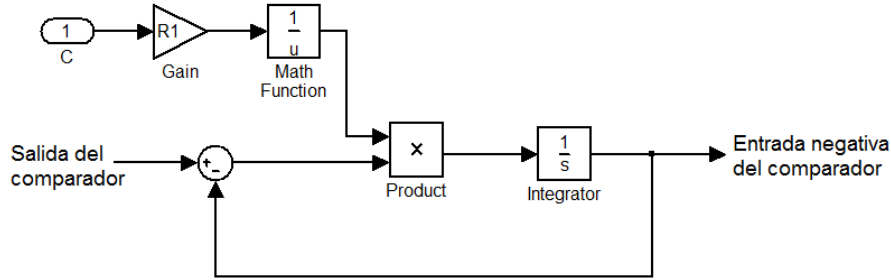 1
C
R1
Gain
1
u
Math
Function
Salida del
comparador
+
-
×
Product
1
s
Integrator
Entrada negativa
del comparador